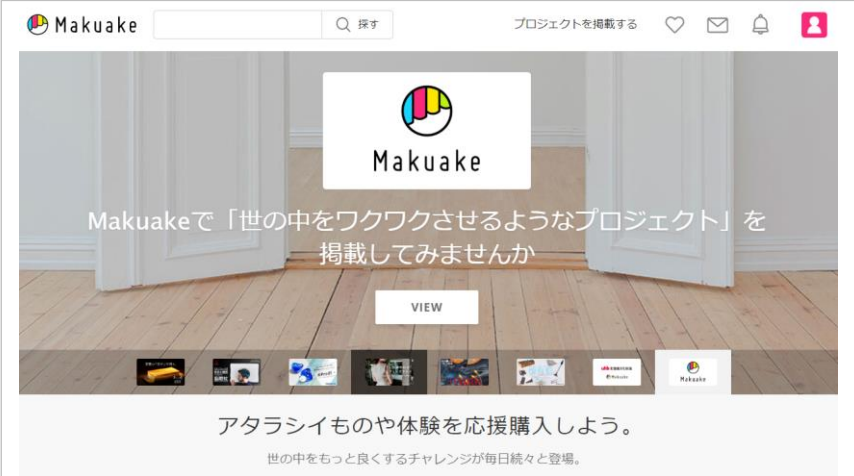 Makuake
探す
プロジェクトを掲載する
Makuake
Makuakeで「世の中をワクワクさせるようなプロジェクト」を
掲載してみませんか
VIEW
Makuake
Makuake
アタラシイものや体験を応援購入しよう。
世の中をもっと良くするチャレンジが毎日続々と登場。